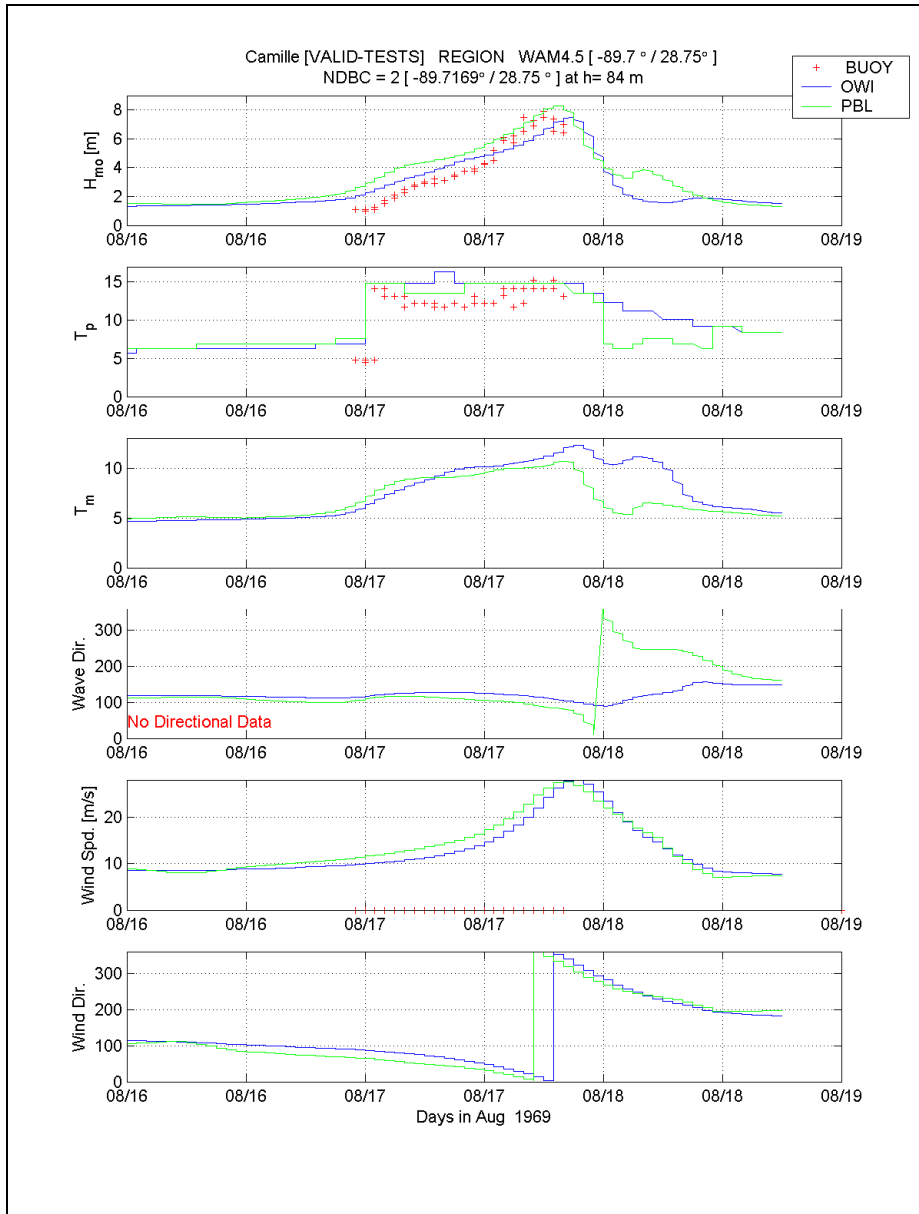 Camille [VALID-TESTS] REGION WAM4.5 [ -89.7 ° / 28.75° ]
NDBC = 2 [ -89.7169° / 28.75 ° ] at h= 84 m
BUOY
OWI
PBL
8
6
4
2
0
H mo [m]
08/16 08/16 08/17 08/17 08/18 08/18 08/19
15
10
5
0
T p
08/16 08/16 08/17 08/17 08/18 08/18 08/19
10
5
0
T m
08/16 08/16 08/17 08/17 08/18 08/18 08/19
300
200
100
0
Wave Dir.
No Directional Data
08/16 08/16 08/17 08/17 08/18 08/18 08/19
20
10
0
Wind Spd. [m/s]
08/16 08/16 08/17 08/17 08/18 08/18 08/19
300
200
100
0
Wind Dir.
08/16 08/16 08/17 08/17 08/18 08/18 08/19
Days in Aug 1969